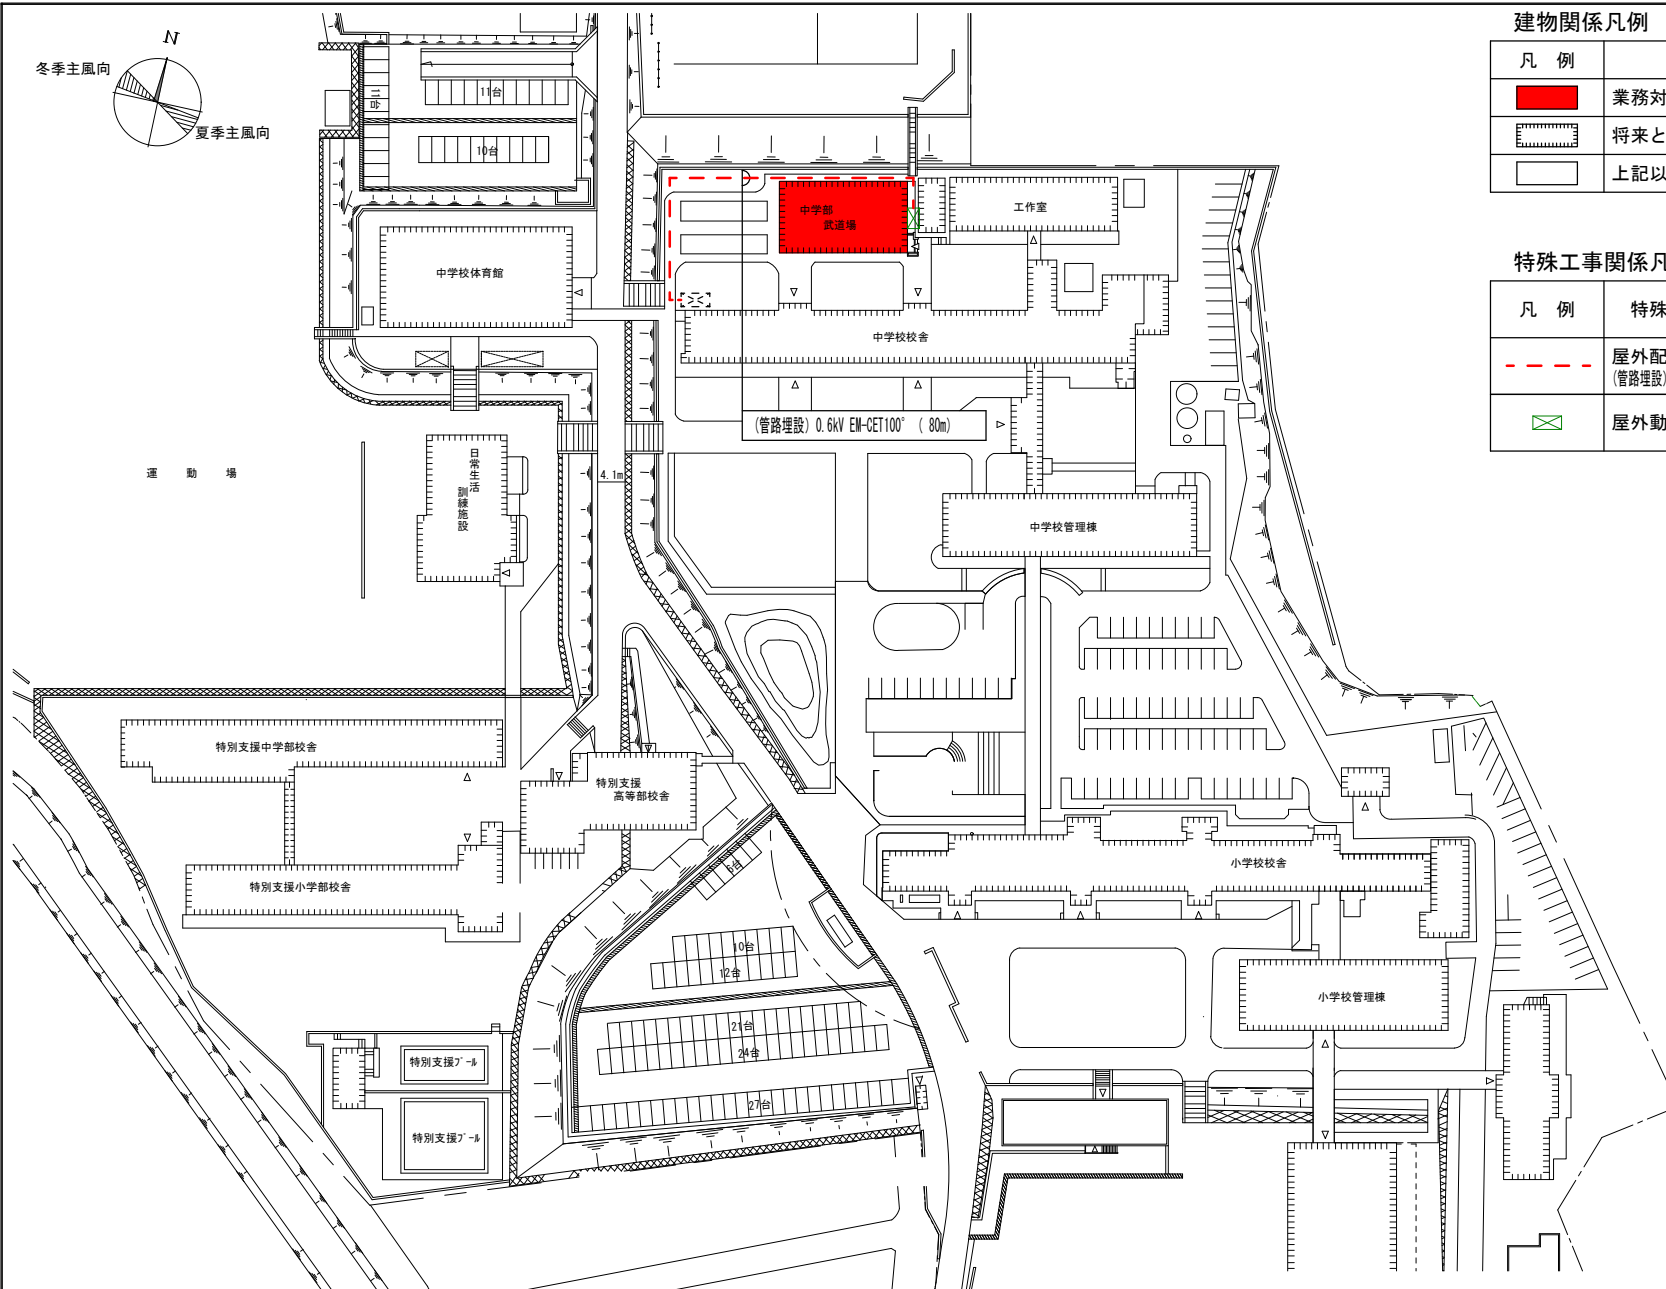 N
冬季主風向
夏季主風向
建物関係凡例
凡 例
業務対
将来と
上記以
特殊工事関係凡
凡 例
特殊
屋外配
(管路埋設)
屋外動
11台
11台
10台
中学部
武道場
工作室
中学校体育館
中学校校舎
(管路埋設) 0.6kV EM-CET100° ( 80m)
運 動 場
日常生活
訓練施設
4.1m
中学校管理棟
特別支援中学部校舎
特別支援
高等部校舎
特別支援小学部校舎
小学校校舎
6台
10台
12台
21台
24台
27台
小学校管理棟
特別支援プール
特別支援プール